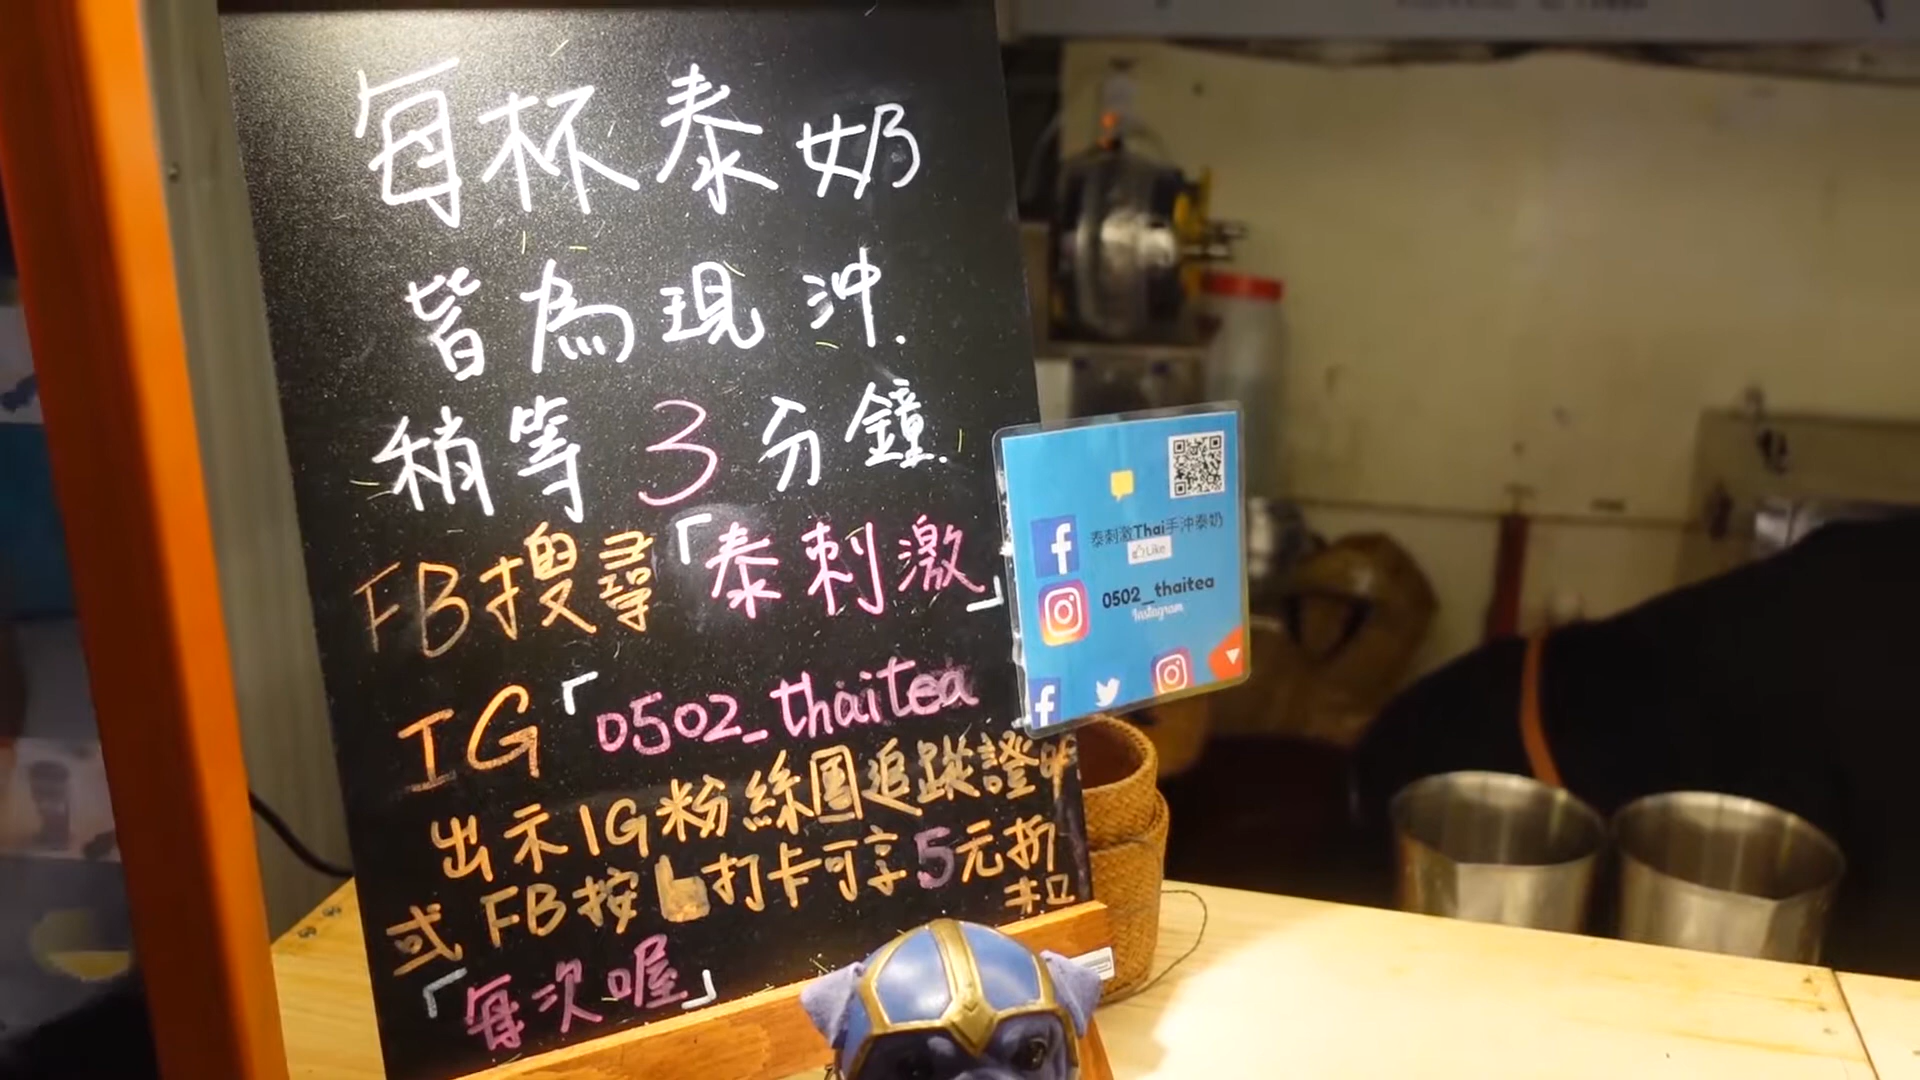 每杯泰奶
皆為現沖.
稍等3分鐘.
FB搜尋「泰刺激」
IG「0502_thaitea
出示IG粉絲團追蹤證明
或FB按打卡可享5元折扣
「每次喔」
泰刺激Thai手沖泰奶
Like
0502_thaitea
Instagram